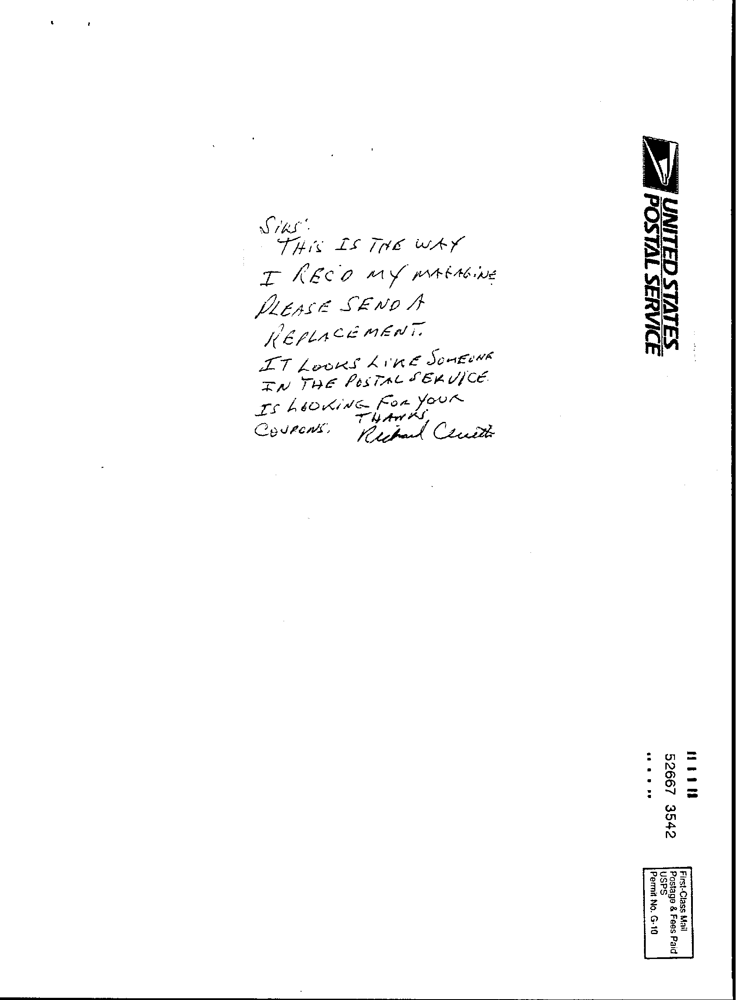 SIRS:
THIS IS THE WAY
I REC'D MY MAGAZINE
PLEASE SEND A
REPLACEMENT.
IT LOOKS LIKE SOMEONE
IN THE POSTAL SERVICE
IS LOOKING FOR YOUR
COUPONS. THANKS,
Richard
UNITED STATES
POSTAL SERVICE
52667 3542
First-Class Mail
Postage & Fees Paid
USPS
Permit No. G-10